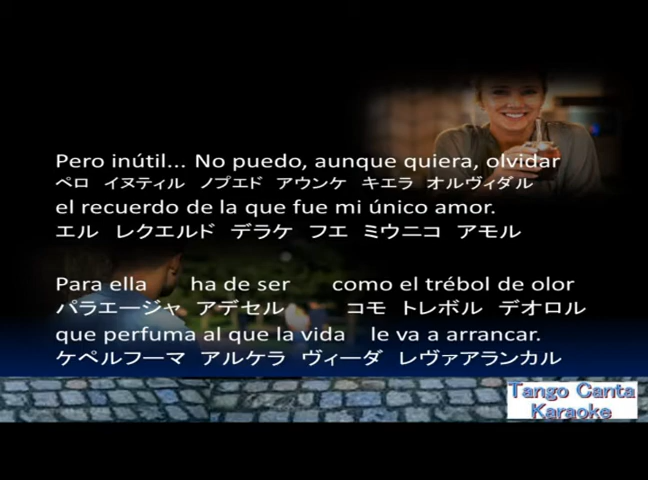 Pero inútil... No puedo, aunque quiera, olvidar
ペロ イヌティル ノプエド アウンケ キエラ オルヴィダル
el recuerdo de la que fue mi único amor.
エル レクエルド デラケ フエ ミウニコ アモル
Para ella ha de ser como el trébol de olor
パラエージャ アデセル コモ トレボル デオロル
que perfuma al que la vida le va a arrancar.
ケペルフーマ アルケラ ヴィーダ レヴァアランカル
Tango Canta
Karaoke